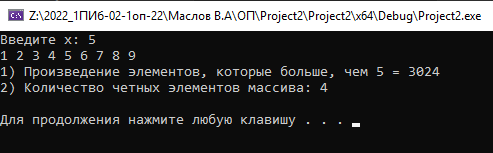 Z:\2022_1ПИб-02-1оп-22\Маслов В.А\ОП\Project2\Project2\x64\Debug\Project2.exe
Введите x: 5
1 2 3 4 5 6 7 8 9
1) Произведение элементов, которые больше, чем 5 = 3024
2) Количество четных элементов массива: 4
Для продолжения нажмите любую клавишу . . .